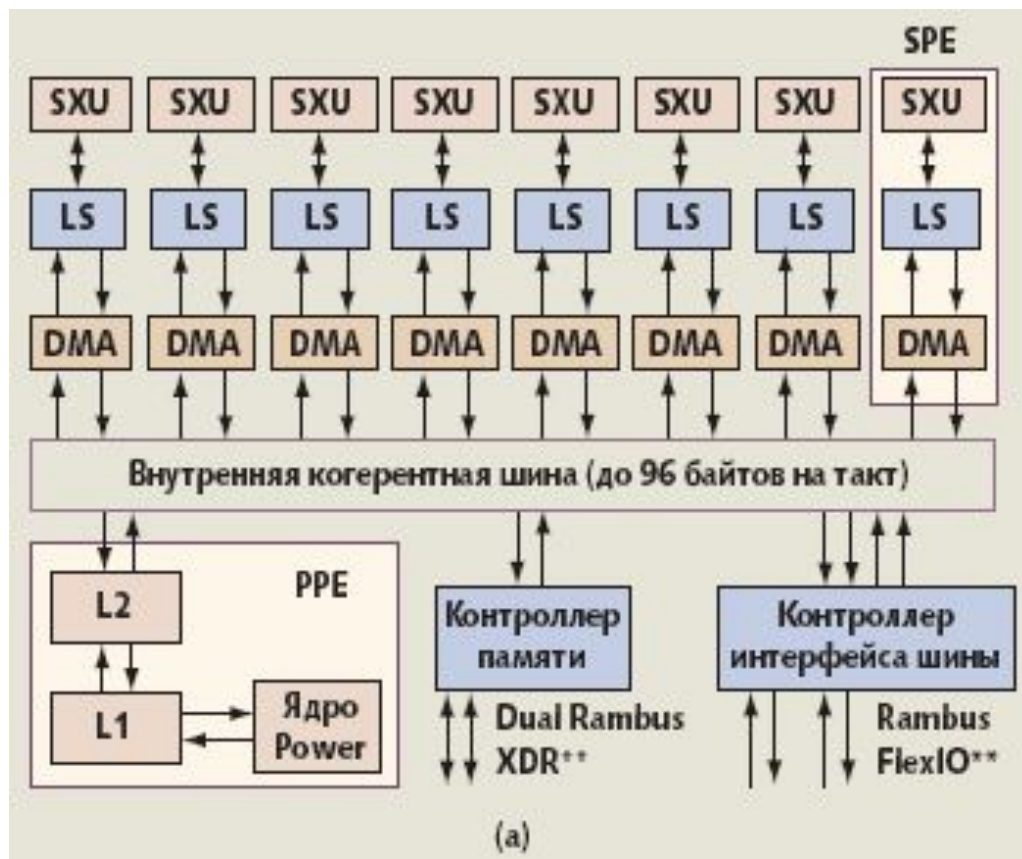 SPE
SXU SXU SXU SXU SXU SXU SXU SXU
LS LS LS LS LS LS LS LS
DMA DMA DMA DMA DMA DMA DMA DMA
Внутренняя когерентная шина (до 96 байтов на такт)
PPE
L2
L1
Ядро
Power
Контроллер
памяти
Dual Rambus
XDR**
Контроллер
интерфейса шины
Rambus
FlexIO**
(a)